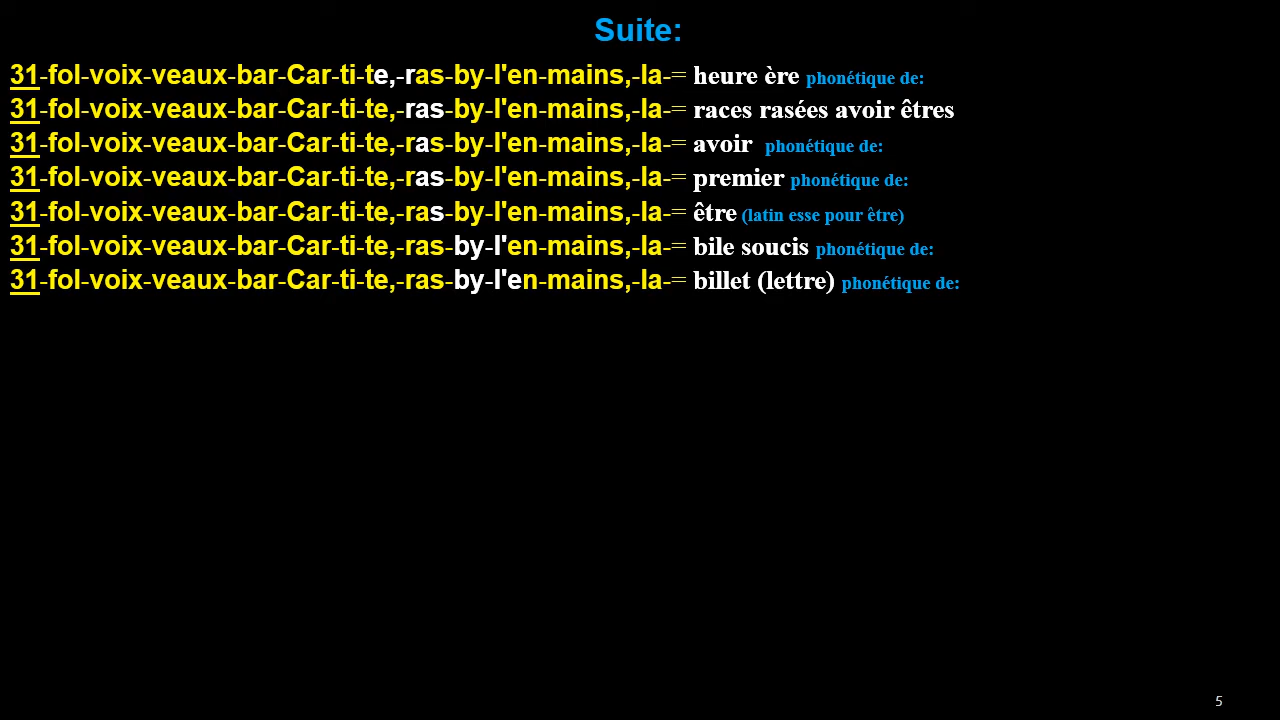 Suite:
31-fol-voix-veaux-bar-Car-ti-te,-ras-by-l'en-mains,-la-= heure ère phonétique de:
31-fol-voix-veaux-bar-Car-ti-te,-ras-by-l'en-mains,-la-= races rasées avoir êtres
31-fol-voix-veaux-bar-Car-ti-te,-ras-by-l'en-mains,-la-= avoir phonétique de:
31-fol-voix-veaux-bar-Car-ti-te,-ras-by-l'en-mains,-la-= premier phonétique de:
31-fol-voix-veaux-bar-Car-ti-te,-ras-by-l'en-mains,-la-= être (latin esse pour être)
31-fol-voix-veaux-bar-Car-ti-te,-ras-by-l'en-mains,-la-= bile soucis phonétique de:
31-fol-voix-veaux-bar-Car-ti-te,-ras-by-l'en-mains,-la-= billet (lettre) phonétique de:
5